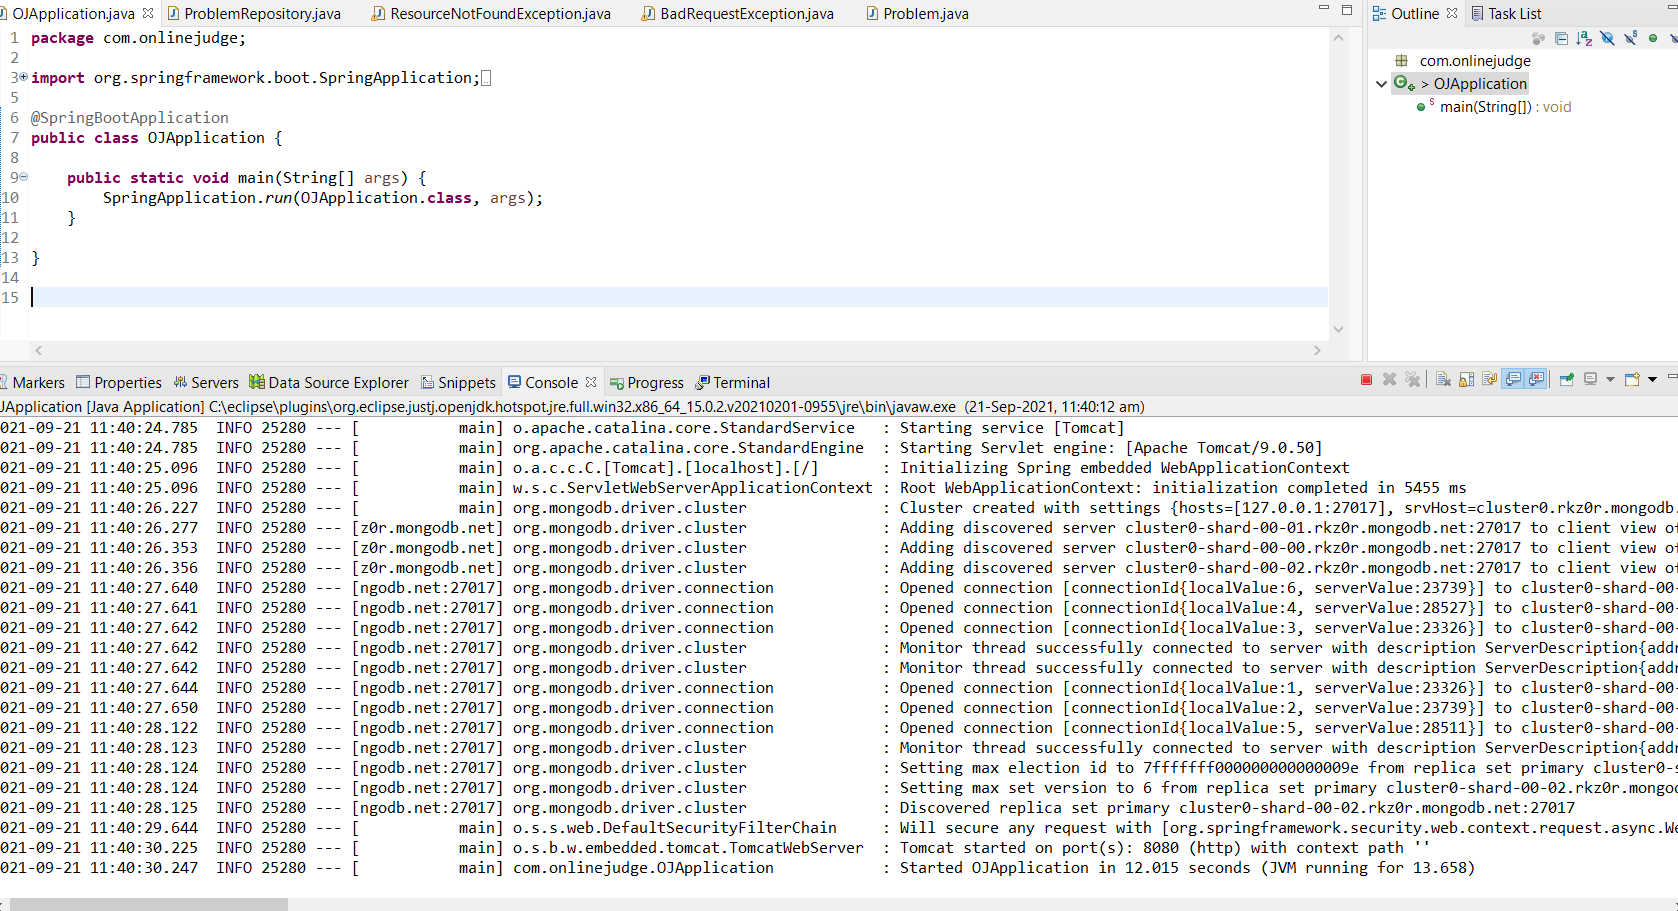 OJApplication.java ProblemRepository.java ResourceNotFoundException.java BadRequestException.java Problem.java
1 package com.onlinejudge;
2
3 import org.springframework.boot.SpringApplication;
5
6 @SpringBootApplication
7 public class OJApplication {
8
9 public static void main(String[] args) {
10 SpringApplication.run(OJApplication.class, args);
11 }
12
13 }
14
15
Outline Task List
com.onlinejudge
> OJApplication
main(String[]) : void
Markers Properties Servers Data Source Explorer Snippets Console Progress Terminal
JApplication [Java Application] C:\eclipse\plugins\org.eclipse.justj.openjdk.hotspot.jre.full.win32.x86_64_15.0.2.v20210201-0955\jre\bin\javaw.exe (21-Sep-2021, 11:40:12 am)
021-09-21 11:40:24.785 INFO 25280 --- [ main] o.apache.catalina.core.StandardService : Starting service [Tomcat]
021-09-21 11:40:24.785 INFO 25280 --- [ main] org.apache.catalina.core.StandardEngine : Starting Servlet engine: [Apache Tomcat/9.0.50]
021-09-21 11:40:25.096 INFO 25280 --- [ main] o.a.c.c.C.[Tomcat].[localhost].[/] : Initializing Spring embedded WebApplicationContext
021-09-21 11:40:25.096 INFO 25280 --- [ main] w.s.c.ServletWebServerApplicationContext : Root WebApplicationContext: initialization completed in 5455 ms
021-09-21 11:40:26.227 INFO 25280 --- [ main] org.mongodb.driver.cluster : Cluster created with settings {hosts=[127.0.0.1:27017], srvHost=cluster0.rkz0r.mongodb.
021-09-21 11:40:26.277 INFO 25280 --- [z0r.mongodb.net] org.mongodb.driver.cluster : Adding discovered server cluster0-shard-00-01.rkz0r.mongodb.net:27017 to client view of
021-09-21 11:40:26.353 INFO 25280 --- [z0r.mongodb.net] org.mongodb.driver.cluster : Adding discovered server cluster0-shard-00-00.rkz0r.mongodb.net:27017 to client view of
021-09-21 11:40:26.356 INFO 25280 --- [z0r.mongodb.net] org.mongodb.driver.cluster : Adding discovered server cluster0-shard-00-02.rkz0r.mongodb.net:27017 to client view of
021-09-21 11:40:27.640 INFO 25280 --- [ngodb.net:27017] org.mongodb.driver.connection : Opened connection [connectionId{localValue:6, serverValue:23739}] to cluster0-shard-00-
021-09-21 11:40:27.641 INFO 25280 --- [ngodb.net:27017] org.mongodb.driver.connection : Opened connection [connectionId{localValue:4, serverValue:28527}] to cluster0-shard-00-
021-09-21 11:40:27.642 INFO 25280 --- [ngodb.net:27017] org.mongodb.driver.connection : Opened connection [connectionId{localValue:3, serverValue:23326}] to cluster0-shard-00-
021-09-21 11:40:27.642 INFO 25280 --- [ngodb.net:27017] org.mongodb.driver.cluster : Monitor thread successfully connected to server with description ServerDescription{addr
021-09-21 11:40:27.642 INFO 25280 --- [ngodb.net:27017] org.mongodb.driver.cluster : Monitor thread successfully connected to server with description ServerDescription{addr
021-09-21 11:40:27.644 INFO 25280 --- [ngodb.net:27017] org.mongodb.driver.connection : Opened connection [connectionId{localValue:1, serverValue:23326}] to cluster0-shard-00-
021-09-21 11:40:27.650 INFO 25280 --- [ngodb.net:27017] org.mongodb.driver.connection : Opened connection [connectionId{localValue:2, serverValue:23739}] to cluster0-shard-00-
021-09-21 11:40:28.122 INFO 25280 --- [ngodb.net:27017] org.mongodb.driver.connection : Opened connection [connectionId{localValue:5, serverValue:28511}] to cluster0-shard-00-
021-09-21 11:40:28.123 INFO 25280 --- [ngodb.net:27017] org.mongodb.driver.cluster : Monitor thread successfully connected to server with description ServerDescription{addr
021-09-21 11:40:28.124 INFO 25280 --- [ngodb.net:27017] org.mongodb.driver.cluster : Setting max election id to 7fffffff000000000000009e from replica set primary cluster0-s
021-09-21 11:40:28.124 INFO 25280 --- [ngodb.net:27017] org.mongodb.driver.cluster : Setting max set version to 6 from replica set primary cluster0-shard-00-02.rkz0r.mongo
021-09-21 11:40:28.125 INFO 25280 --- [ngodb.net:27017] org.mongodb.driver.cluster : Discovered replica set primary cluster0-shard-00-02.rkz0r.mongodb.net:27017
021-09-21 11:40:29.644 INFO 25280 --- [ main] o.s.s.web.DefaultSecurityFilterChain : Will secure any request with [org.springframework.security.web.context.request.async.We
021-09-21 11:40:30.225 INFO 25280 --- [ main] o.s.b.w.embedded.tomcat.TomcatWebServer : Tomcat started on port(s): 8080 (http) with context path ''
021-09-21 11:40:30.247 INFO 25280 --- [ main] com.onlinejudge.OJApplication : Started OJApplication in 12.015 seconds (JVM running for 13.658)